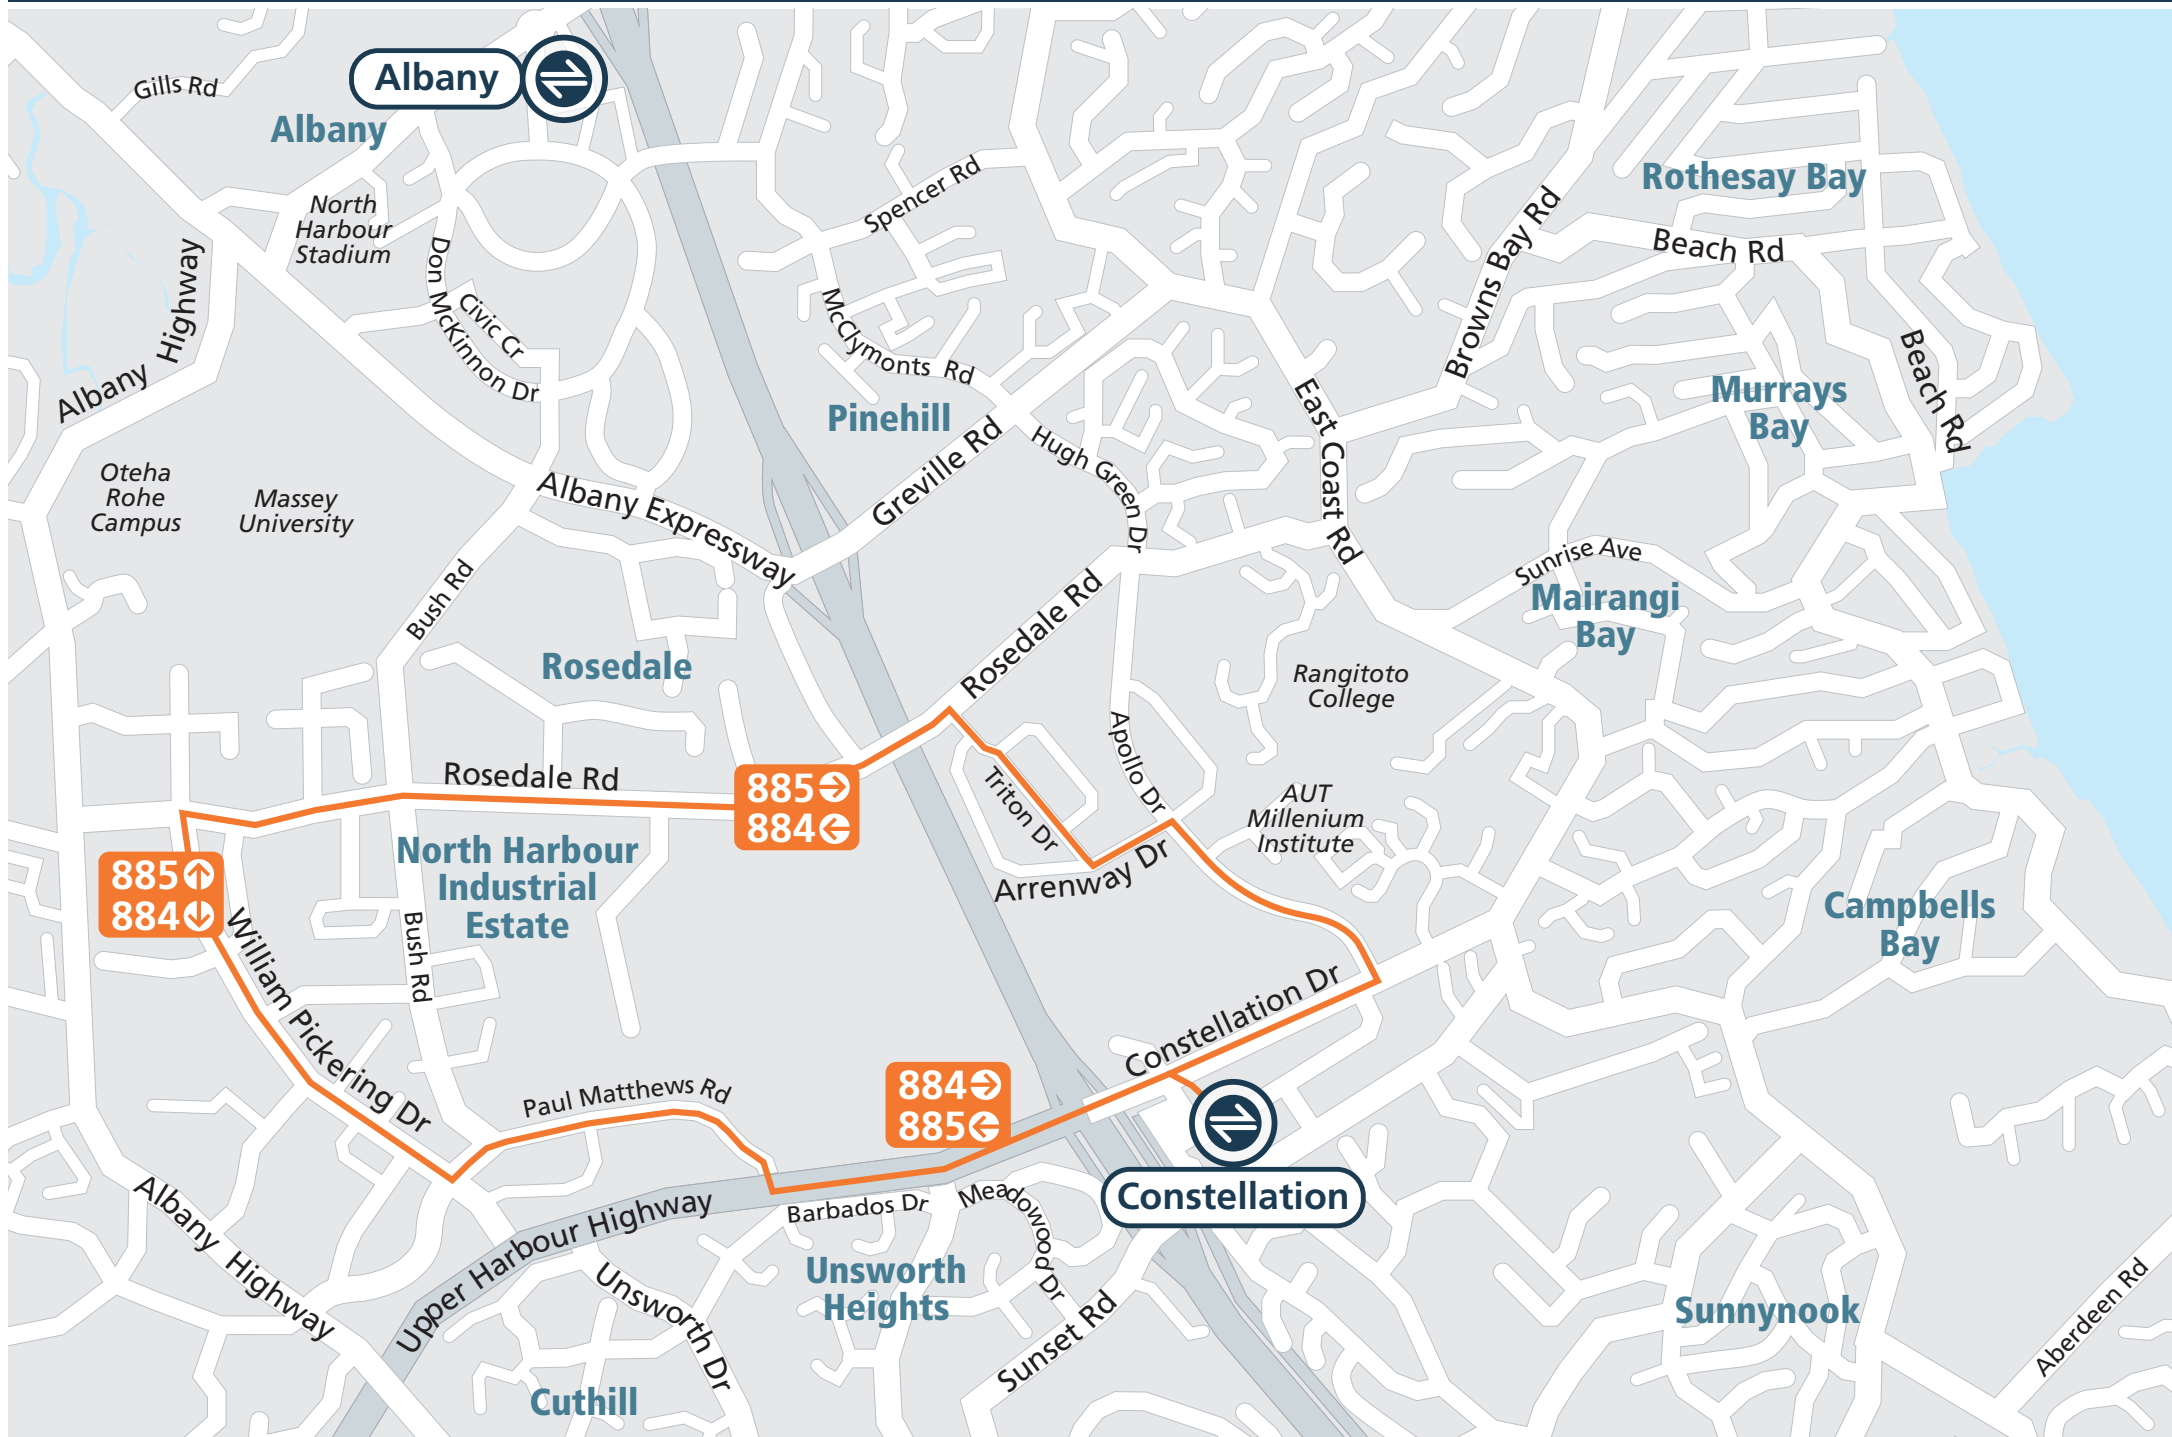 Albany
Gills Rd
Albany
North
Harbour
Stadium
Spencer Rd
Rothesay Bay
Beach Rd
Browns Bay Rd
Albany Highway
Don McKinnon Dr
Civic Cr
McClymonts Rd
Pinehill
Greville Rd
Hugh Green Dr
East Coast Rd
Murrays
Bay
Beach Rd
Oteha
Rohe
Campus
Massey
University
Albany Expressway
Bush Rd
Sunrise Ave
Mairangi
Bay
Rosedale
Rosedale Rd
Rangitoto
College
Apollo Dr
Rosedale Rd
885
884
Triton Dr
AUT
Millenium
Institute
Arrenway Dr
North Harbour
Industrial
Estate
885
884
William Pickering Dr
Bush Rd
Campbells
Bay
Constellation Dr
Paul Matthews Rd
884
885
Constellation
Albany Highway
Upper Harbour Highway
Barbados Dr
Meadowood Dr
Unsworth
Heights
Unsworth Dr
Sunset Rd
Sunnynook
Aberdeen Rd
Cuthill